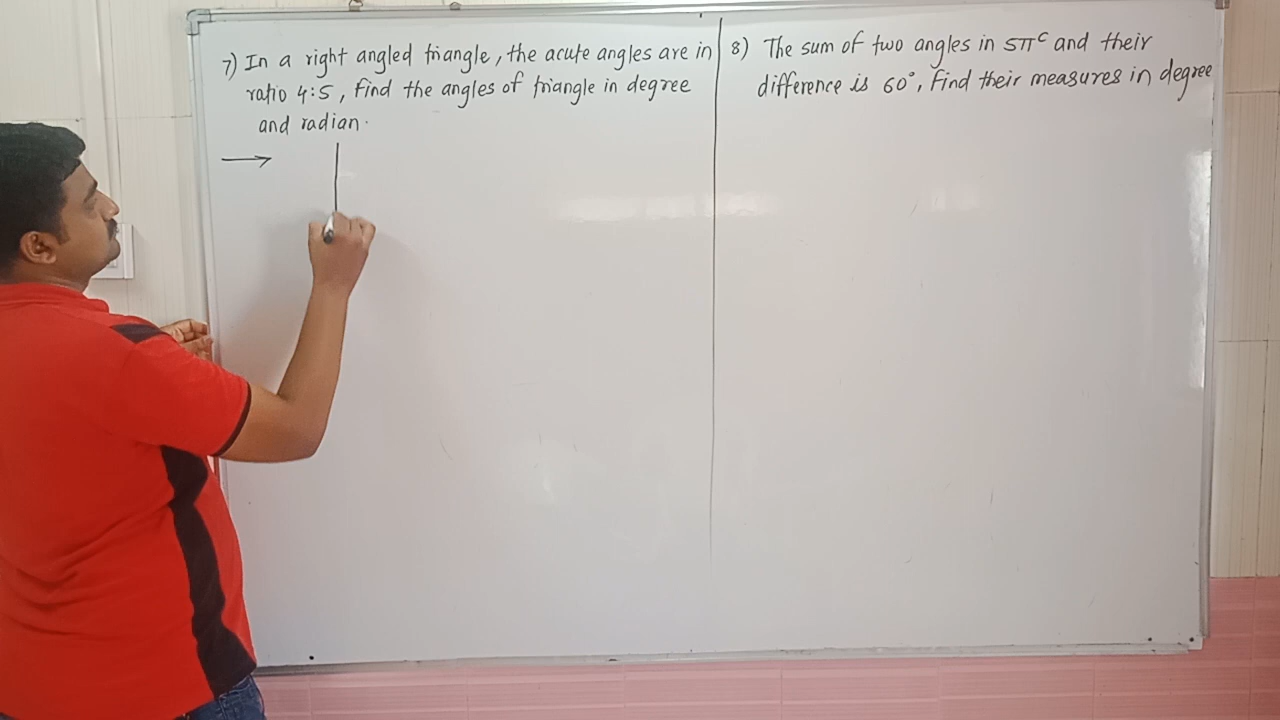 7) In a right angled triangle, the acute angles are in
ratio 4:5, find the angles of triangle in degree
and radian.
8) The sum of two angles in 5π^c and their
difference is 60°, Find their measures in degree